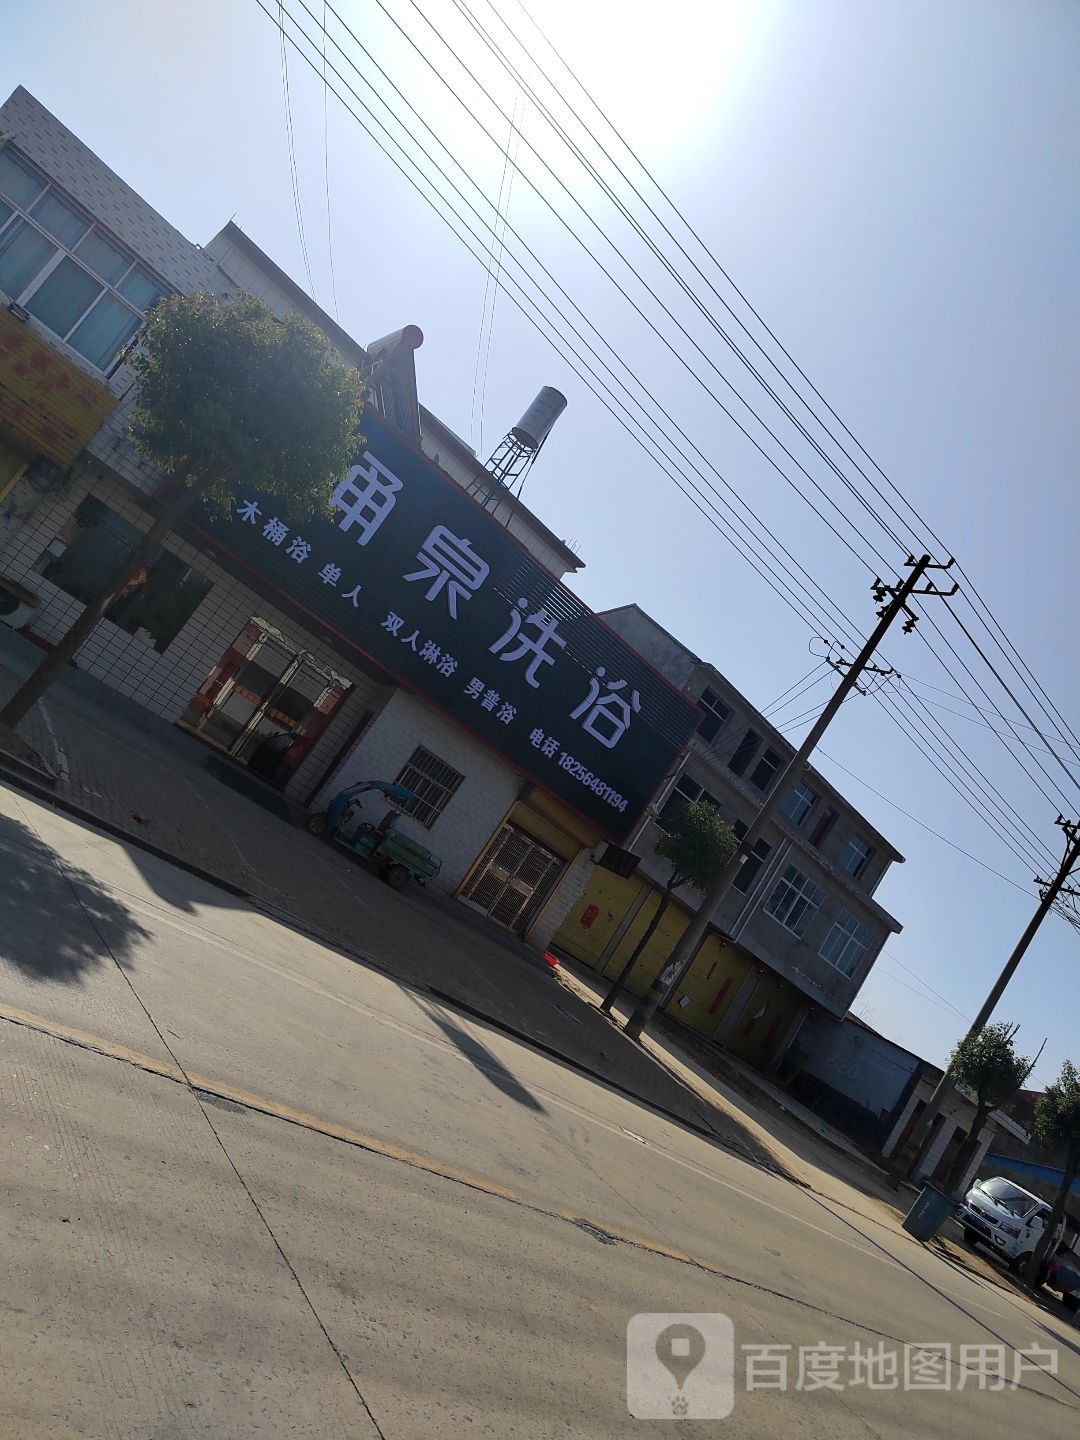 甬泉洗浴
木桶浴 单人 双人淋浴 男普浴 电话 18256481194
百度地图用户